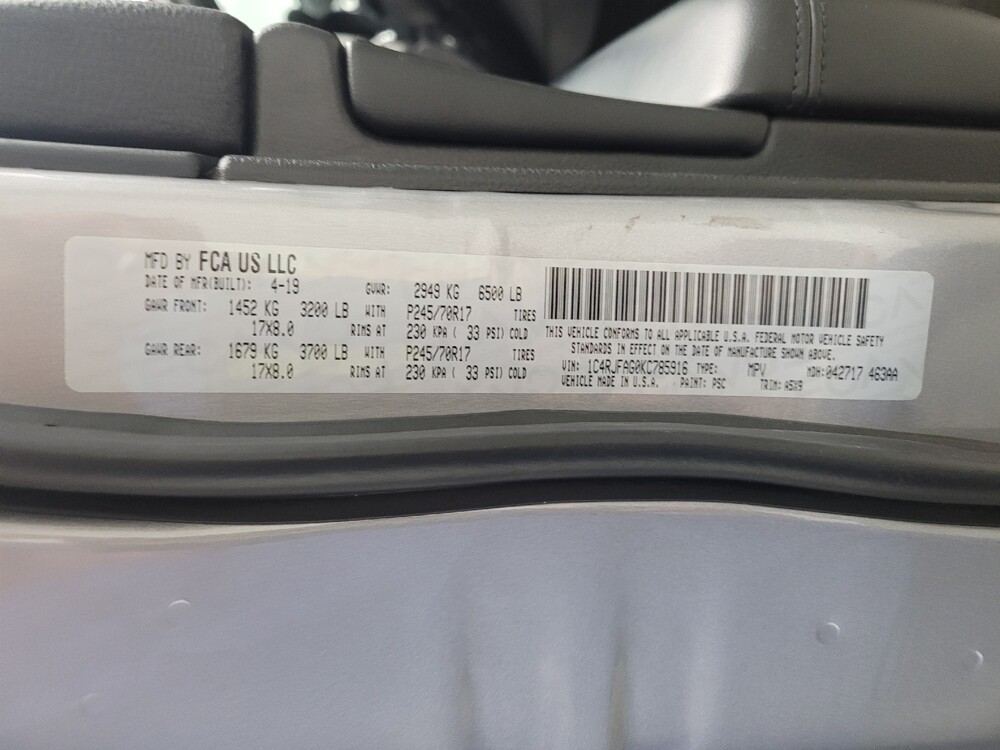 MFD BY FCA US LLC
DATE OF MFR(BUILT): 4-19 GVWR: 2949 KG 6500 LB
GAWR FRONT: 1452 KG 3200 LB WITH P245/70R17 TIRES
17X8.0 RIMS AT 230 KPA ( 33 PSI) COLD
GAWR REAR: 1679 KG 3700 LB WITH P245/70R17 TIRES
17X8.0 RIMS AT 230 KPA ( 33 PSI) COLD
THIS VEHICLE CONFORMS TO ALL APPLICABLE U.S.A. FEDERAL MOTOR VEHICLE SAFETY
STANDARDS IN EFFECT ON THE DATE OF MANUFACTURE SHOWN ABOVE.
VIN: 1C4RJFAG0KC785916 TYPE: MPV MDH:042717 463AA
VEHICLE MADE IN U.S.A. PAINT: PSC TRIM:A5X9